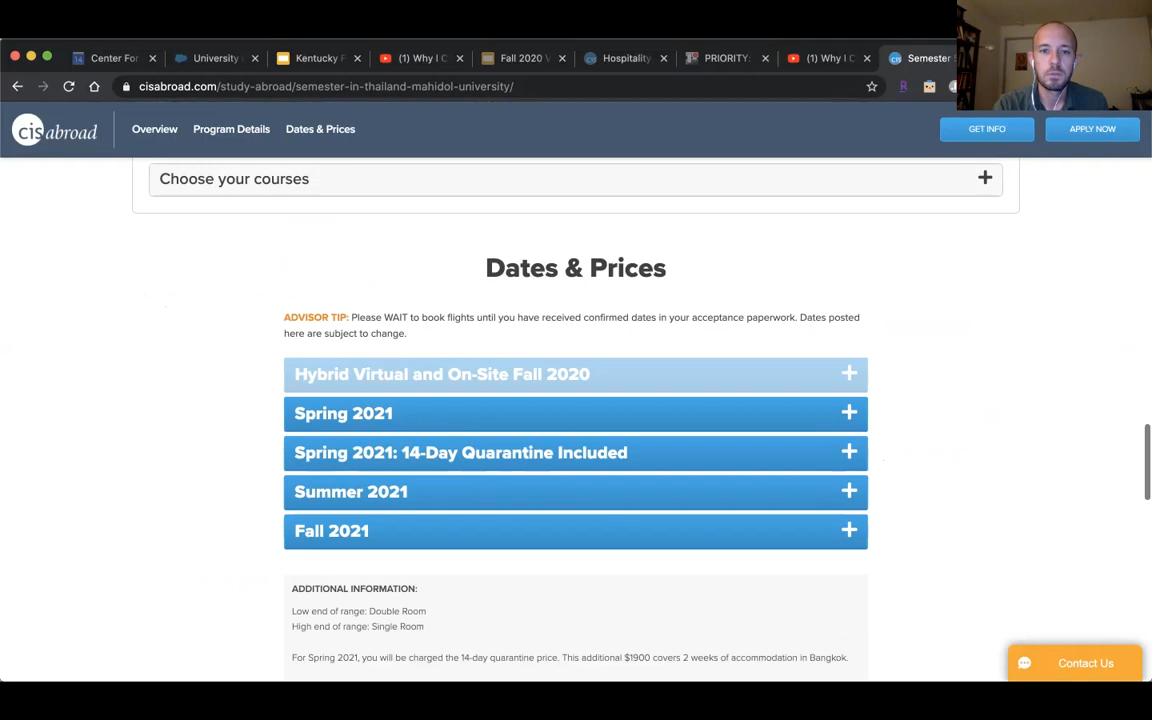 Center For
University
Kentucky F
(1) Why I C
Fall 2020 V
Hospitality
PRIORITY:
(1) Why I C
Semester
cisabroad.com/study-abroad/semester-in-thailand-mahidol-university/
cis abroad
Overview
Program Details
Dates & Prices
GET INFO
APPLY NOW
Choose your courses
Dates & Prices
ADVISOR TIP: Please WAIT to book flights until you have received confirmed dates in your acceptance paperwork. Dates posted
here are subject to change.
Hybrid Virtual and On-Site Fall 2020
Spring 2021
Spring 2021: 14-Day Quarantine Included
Summer 2021
Fall 2021
ADDITIONAL INFORMATION:
Low end of range: Double Room
High end of range: Single Room
For Spring 2021, you will be charged the 14-day quarantine price. This additional $1900 covers 2 weeks of accommodation in Bangkok.
Contact Us